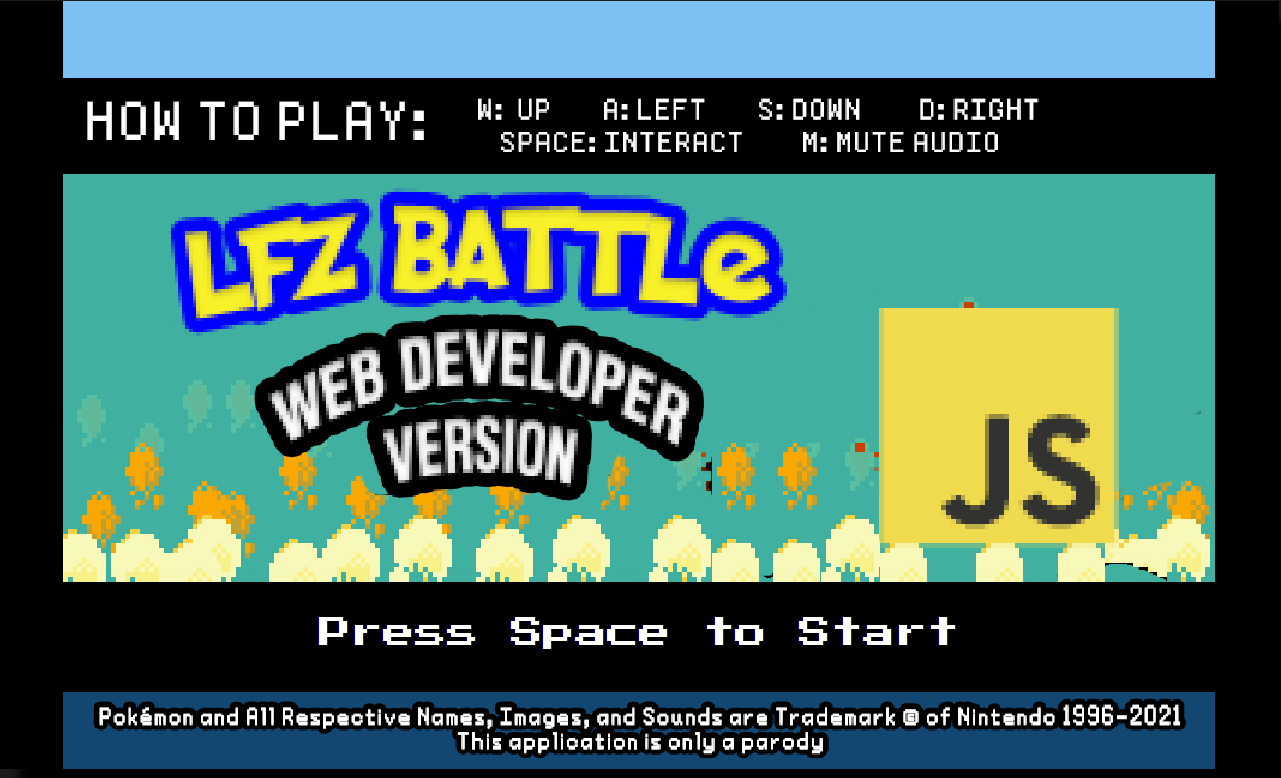 HOW TO PLAY:
W: UP A: LEFT S: DOWN D: RIGHT
SPACE: INTERACT M: MUTE AUDIO
LFZ BATTLe
WEB DEVELOPER
VERSION
JS
Press Space to Start
Pokémon and All Respective Names, Images, and Sounds are Trademark © of Nintendo 1996-2021
This application is only a parody